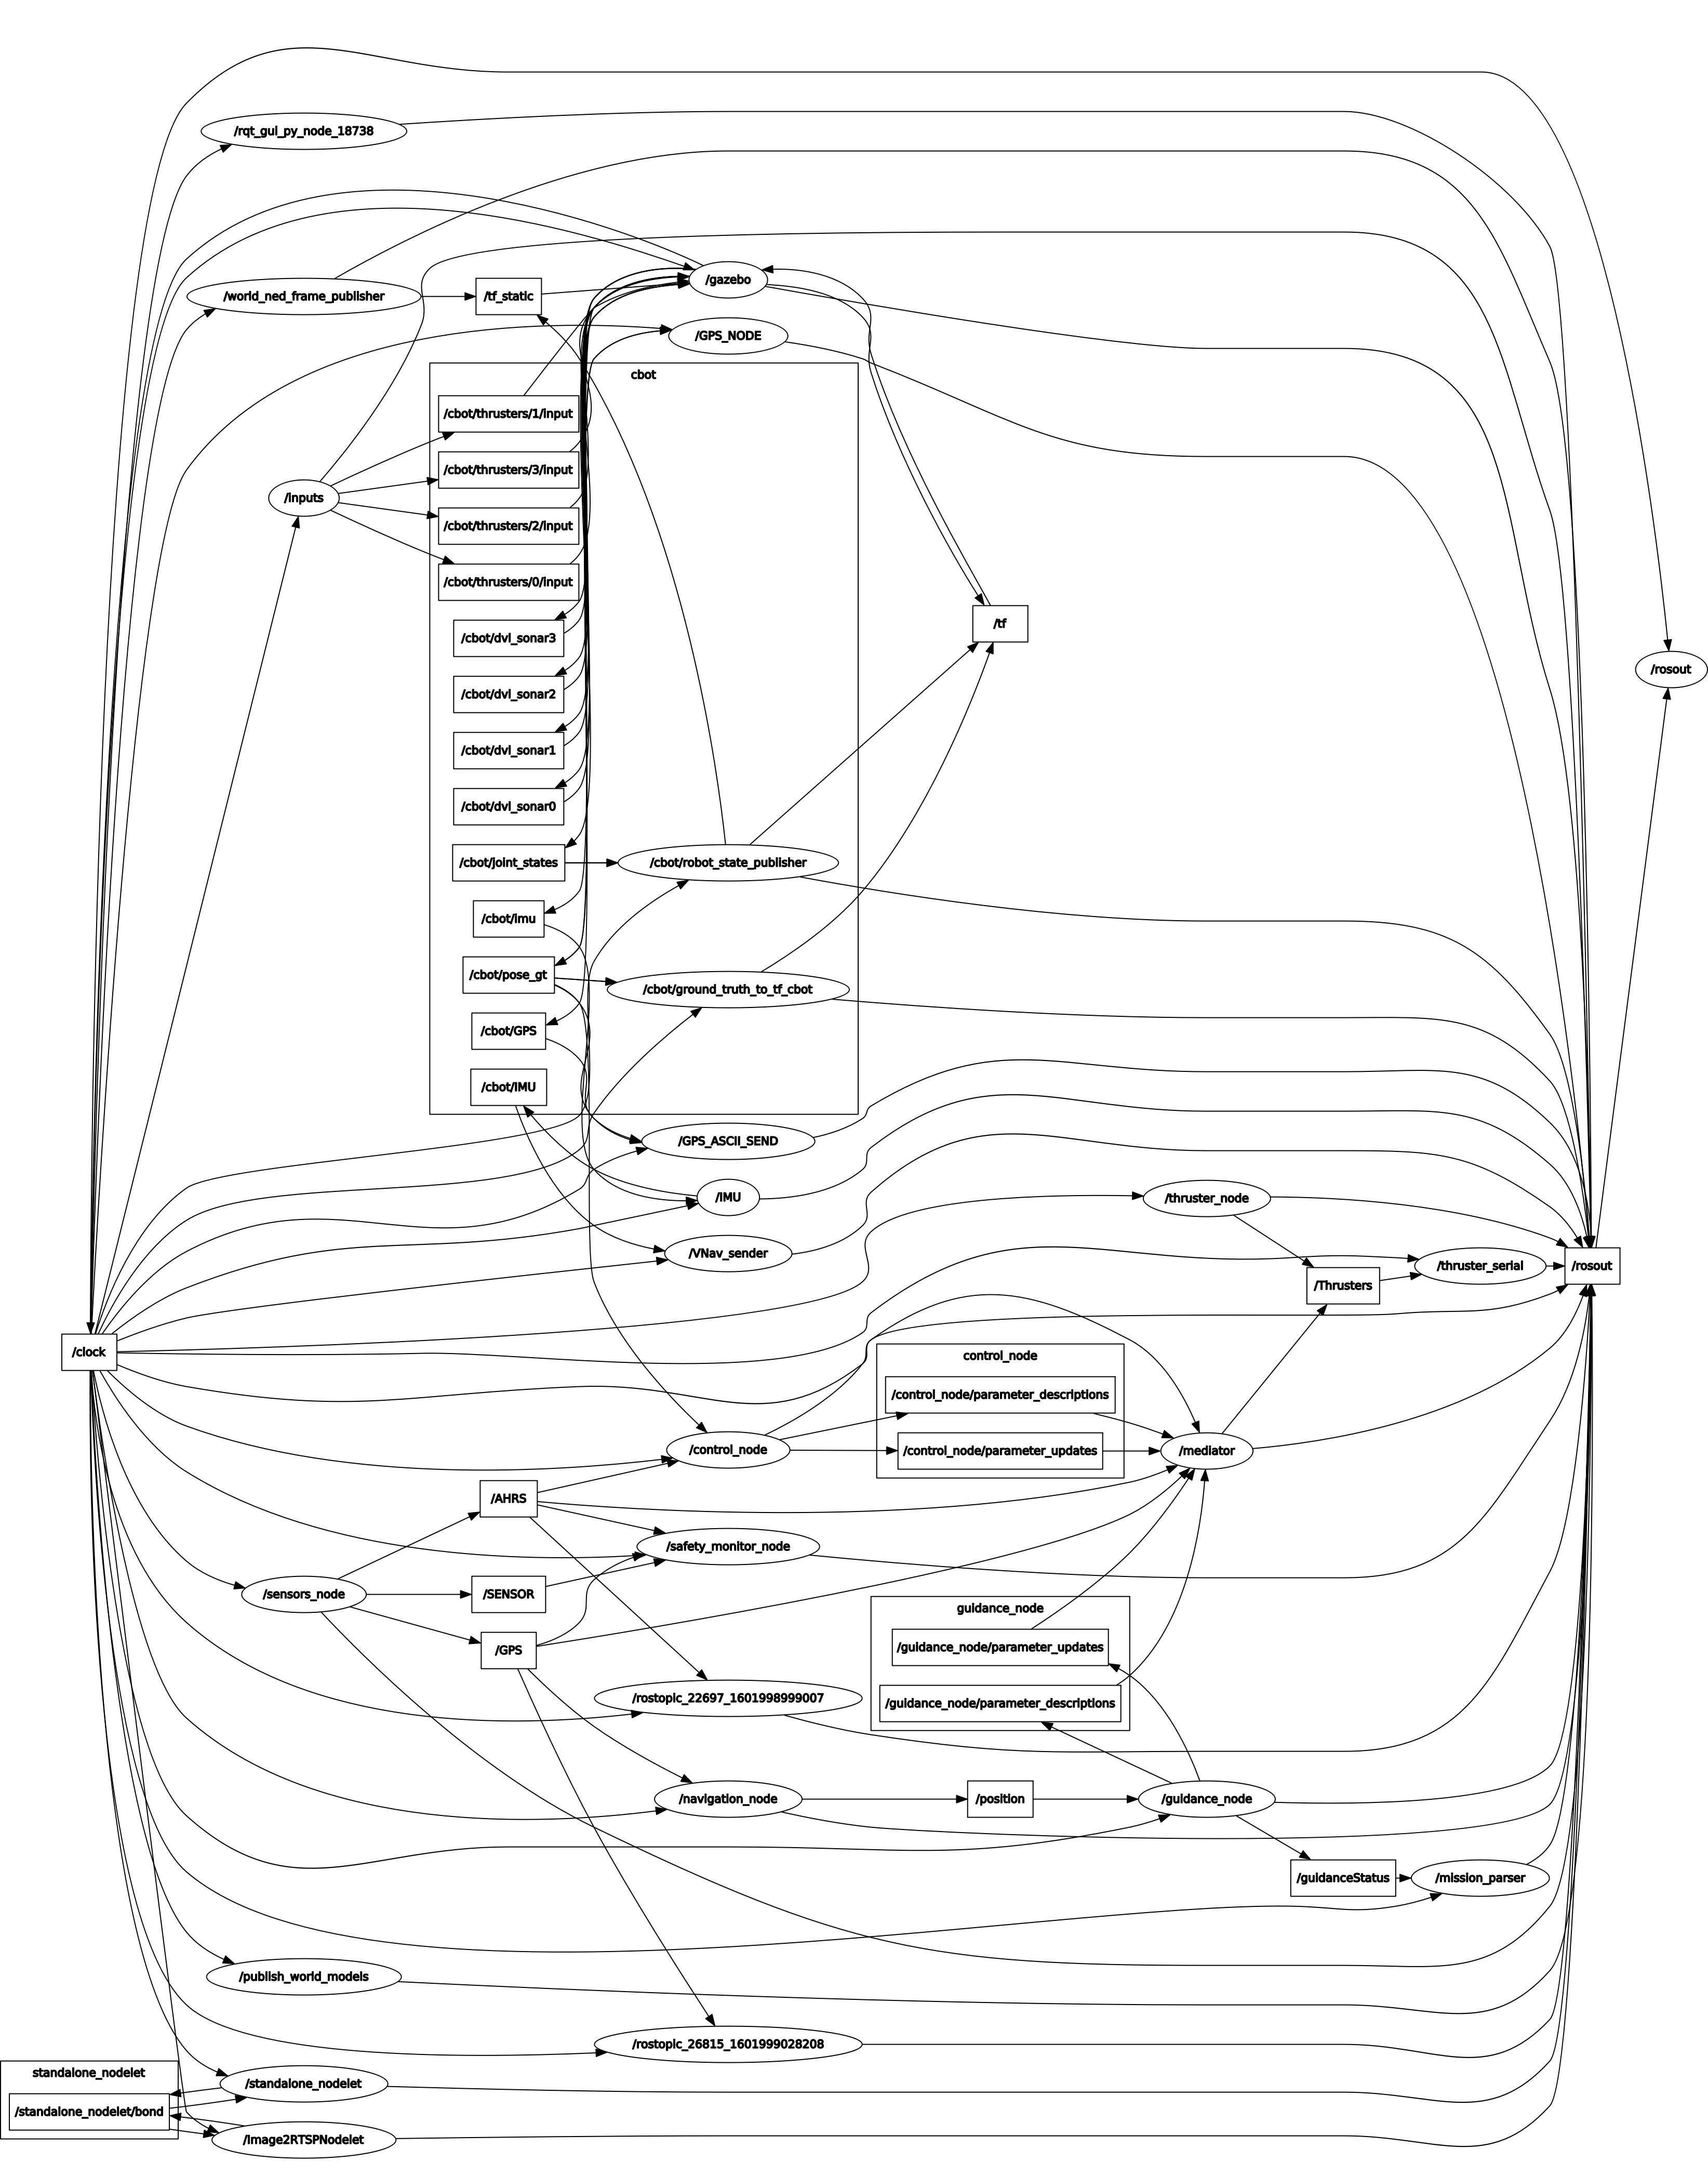 /rqt_gui_py_node_18738
/gazebo
/world_ned_frame_publisher
/tf_static
/GPS_NODE
cbot
/cbot/thrusters/1/input
/cbot/thrusters/3/input
/inputs
/cbot/thrusters/2/input
/cbot/thrusters/0/input
/tf
/cbot/dvl_sonar3
/rosout
/cbot/dvl_sonar2
/cbot/dvl_sonar1
/cbot/dvl_sonar0
/cbot/joint_states
/cbot/robot_state_publisher
/cbot/imu
/cbot/pose_gt
/cbot/ground_truth_to_tf_cbot
/cbot/GPS
/cbot/IMU
/GPS_ASCII_SEND
/IMU
/thruster_node
/VNav_sender
/thruster_serial
/rosout
/Thrusters
/clock
control_node
/control_node/parameter_descriptions
/control_node
/control_node/parameter_updates
/mediator
/AHRS
/safety_monitor_node
/sensors_node
/SENSOR
guidance_node
/guidance_node/parameter_updates
/GPS
/rostopic_22697_1601998999007
/guidance_node/parameter_descriptions
/navigation_node
/position
/guidance_node
/guidanceStatus
/mission_parser
/publish_world_models
/rostopic_26815_1601999028208
standalone_nodelet
/standalone_nodelet
/standalone_nodelet/bond
/Image2RTSPNodelet